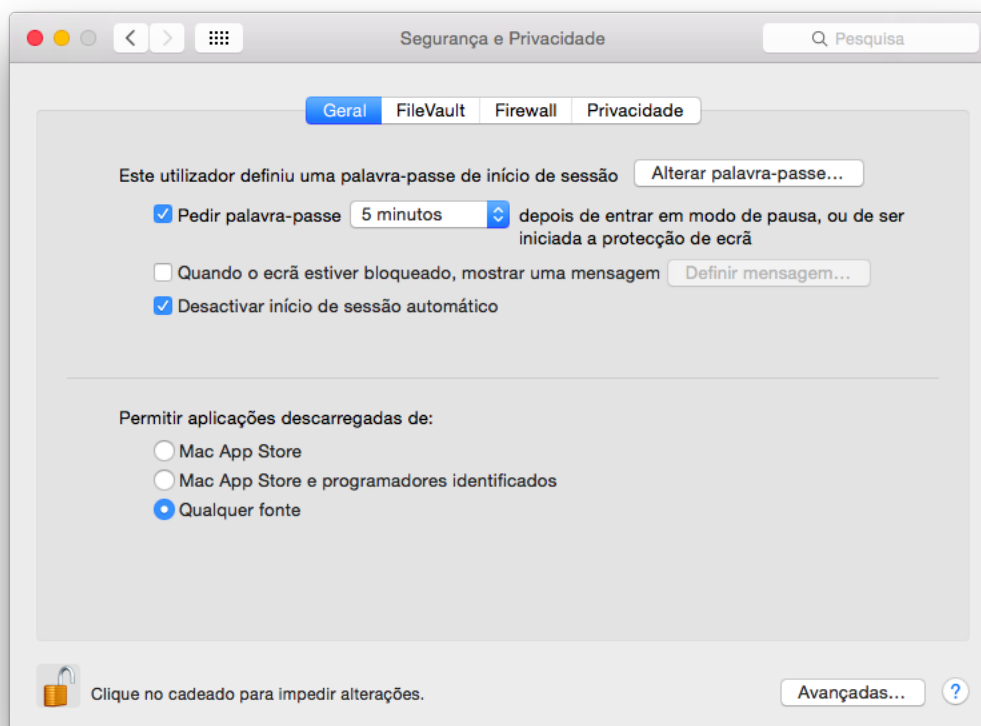 Segurança e Privacidade
Pesquisa
Geral FileVault Firewall Privacidade
Este utilizador definiu uma palavra-passe de início de sessão Alterar palavra-passe...
Pedir palavra-passe 5 minutos depois de entrar em modo de pausa, ou de ser
iniciada a protecção de ecrã
Quando o ecrã estiver bloqueado, mostrar uma mensagem Definir mensagem...
Desactivar início de sessão automático
Permitir aplicações descarregadas de:
Mac App Store
Mac App Store e programadores identificados
Qualquer fonte
Clique no cadeado para impedir alterações.
Avançadas... ?